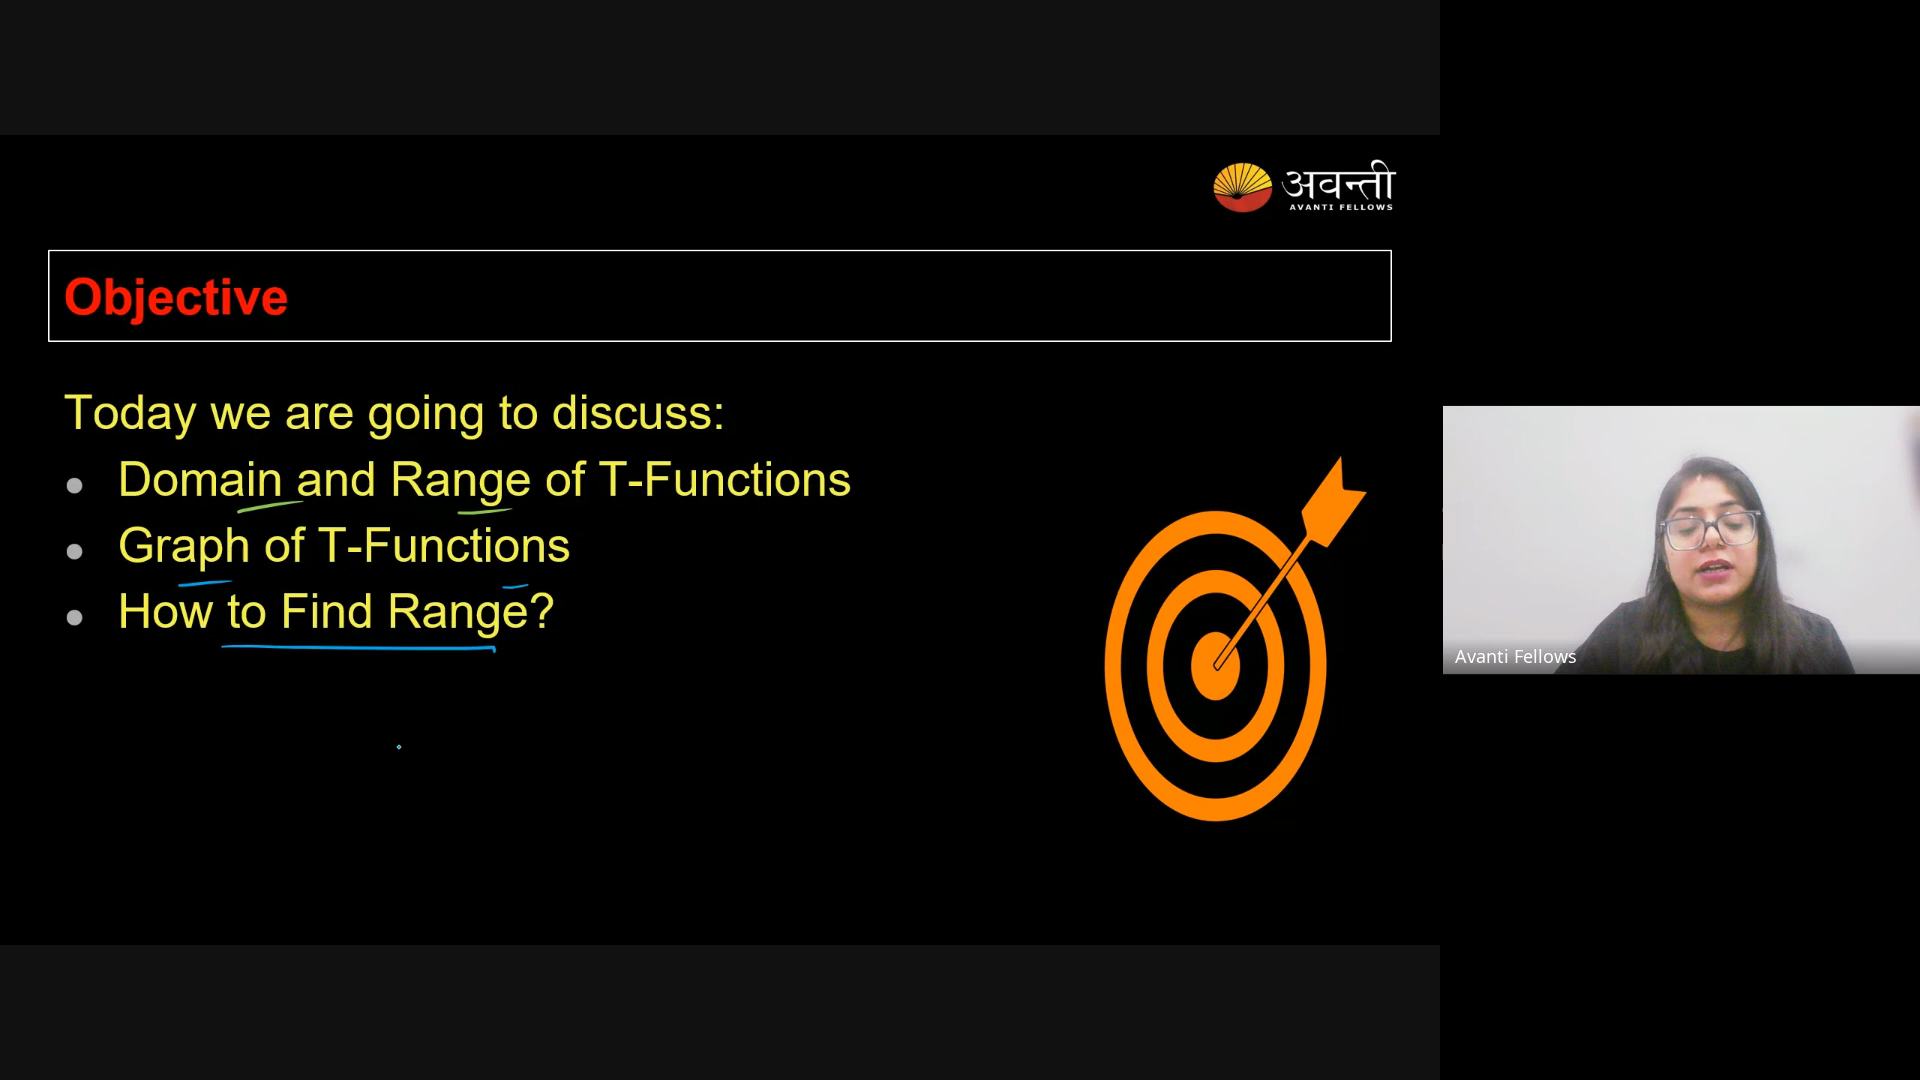 अवन्ती
AVANTI FELLOWS
Objective
Today we are going to discuss:
Domain and Range of T-Functions
Graph of T-Functions
How to Find Range?
Avanti Fellows